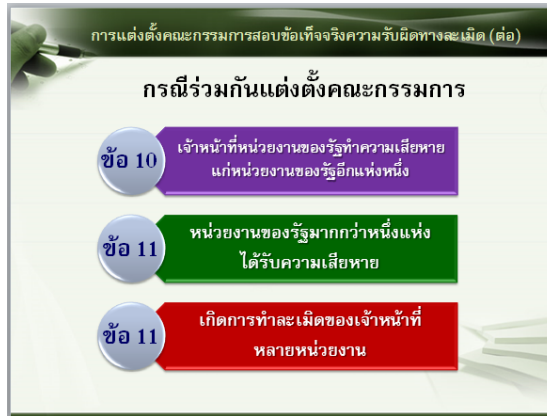 การแต่งตั้งคณะกรรมการสอบข้อเท็จจริงความรับผิดทางละเมิด (ต่อ)
กรณีร่วมกันแต่งตั้งคณะกรรมการ
ข้อ 10
เจ้าหน้าที่หน่วยงานของรัฐทำความเสียหาย
แก่หน่วยงานของรัฐอีกแห่งหนึ่ง
ข้อ 11
หน่วยงานของรัฐมากกว่าหนึ่งแห่ง
ได้รับความเสียหาย
ข้อ 11
เกิดการทำละเมิดของเจ้าหน้าที่
หลายหน่วยงาน